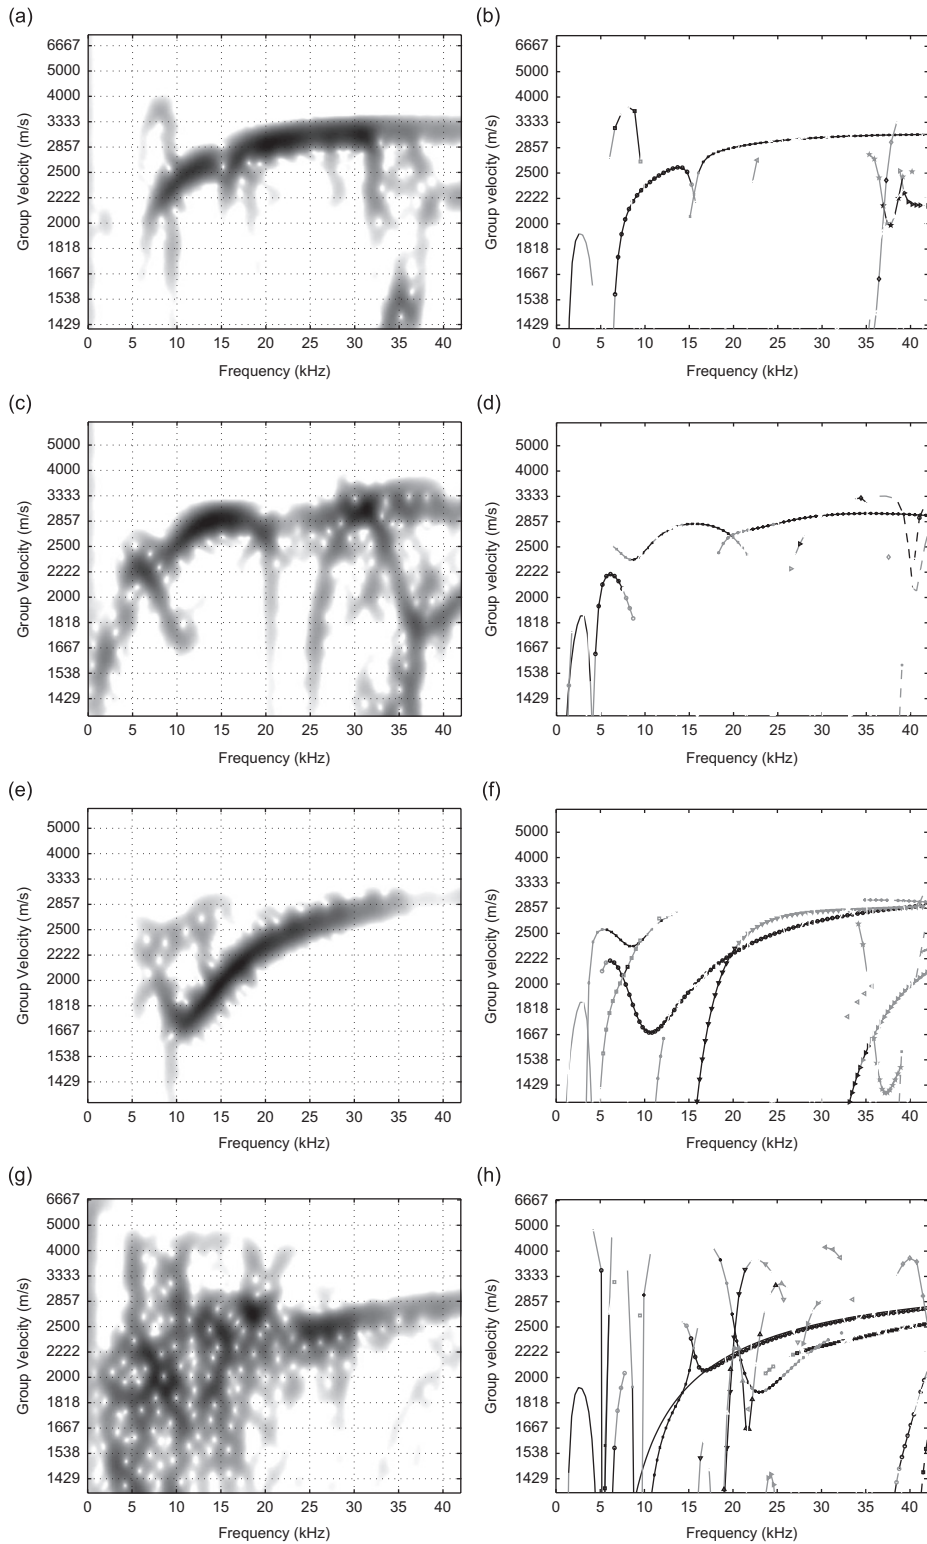 (a)
6667
5000
4000
3333
2857
2500
2222
2000
1818
1667
1538
1429
Group Velocity (m/s)
0 5 10 15 20 25 30 35 40
Frequency (kHz)
(b)
6667
5000
4000
3333
2857
2500
2222
2000
1818
1667
1538
1429
Group velocity (m/s)
0 5 10 15 20 25 30 35 40
Frequency (kHz)
(c)
5000
4000
3333
2857
2500
2222
2000
1818
1667
1538
1429
Group Velocity (m/s)
0 5 10 15 20 25 30 35 40
Frequency (kHz)
(d)
5000
4000
3333
2857
2500
2222
2000
1818
1667
1538
1429
Group velocity (m/s)
0 5 10 15 20 25 30 35 40
Frequency (kHz)
(e)
5000
4000
3333
2857
2500
2222
2000
1818
1667
1538
1429
Group velocity (m/s)
0 5 10 15 20 25 30 35 40
Frequency (kHz)
(f)
5000
4000
3333
2857
2500
2222
2000
1818
1667
1538
1429
Group velocity (m/s)
0 5 10 15 20 25 30 35 40
Frequency (kHz)
(g)
6667
5000
4000
3333
2857
2500
2222
2000
1818
1667
1538
1429
Group velocity (m/s)
0 5 10 15 20 25 30 35 40
Frequency (kHz)
(h)
6667
5000
4000
3333
2857
2500
2222
2000
1818
1667
1538
1429
Group velocity (m/s)
0 5 10 15 20 25 30 35 40
Frequency (kHz)